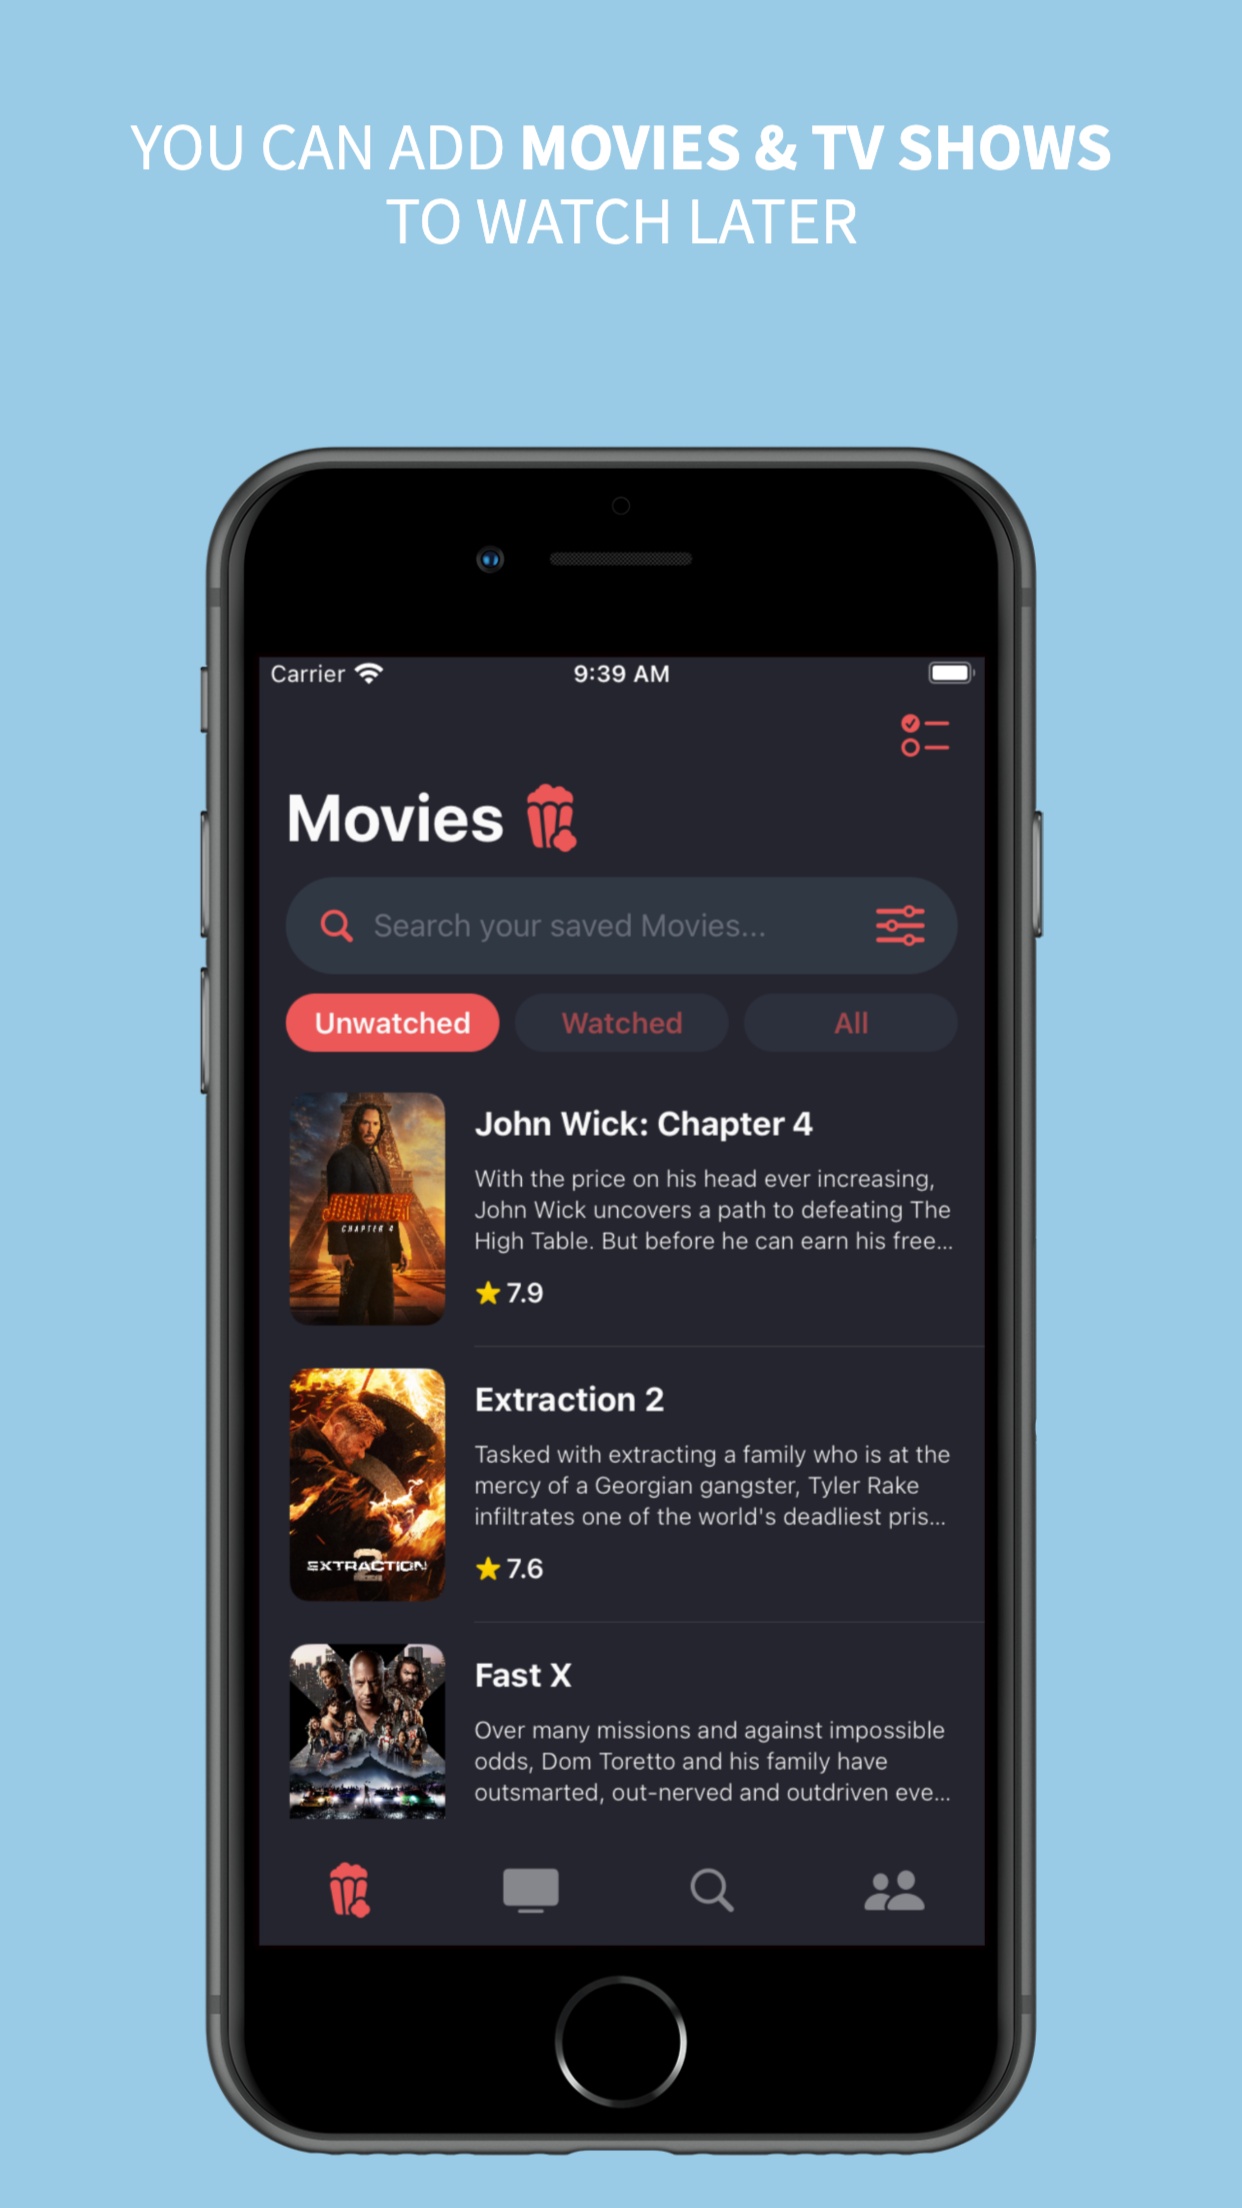 YOU CAN ADD MOVIES & TV SHOWS
TO WATCH LATER
Carrier
9:39 AM
Movies
Search your saved Movies...
Unwatched
Watched
All
JOHN WICK
CHAPTER 4
John Wick: Chapter 4
With the price on his head ever increasing,
John Wick uncovers a path to defeating The
High Table. But before he can earn his free...
7.9
EXTRACTION
2
Extraction 2
Tasked with extracting a family who is at the
mercy of a Georgian gangster, Tyler Rake
infiltrates one of the world's deadliest pris...
7.6
Fast X
Over many missions and against impossible
odds, Dom Toretto and his family have
outsmarted, out-nerved and outdriven eve...